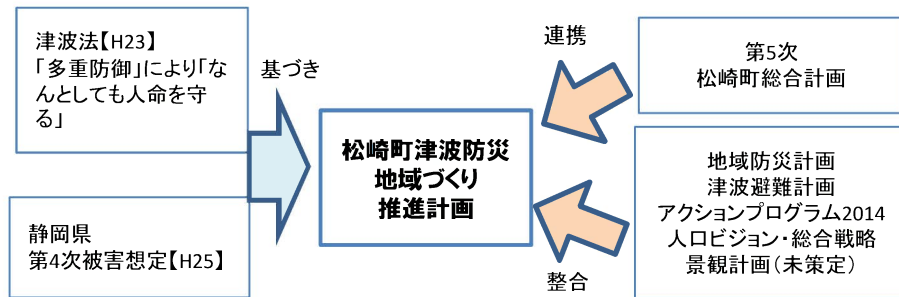 津波法【H23】
「多重防御」により「な
んとしても人命を守
る」
静岡県
第4次被害想定【H25】
基づき
松崎町津波防災
地域づくり
推進計画
連携
第5次
松崎町総合計画
整合
地域防災計画
津波避難計画
アクションプログラム2014
人口ビジョン・総合戦略
景観計画（未策定）